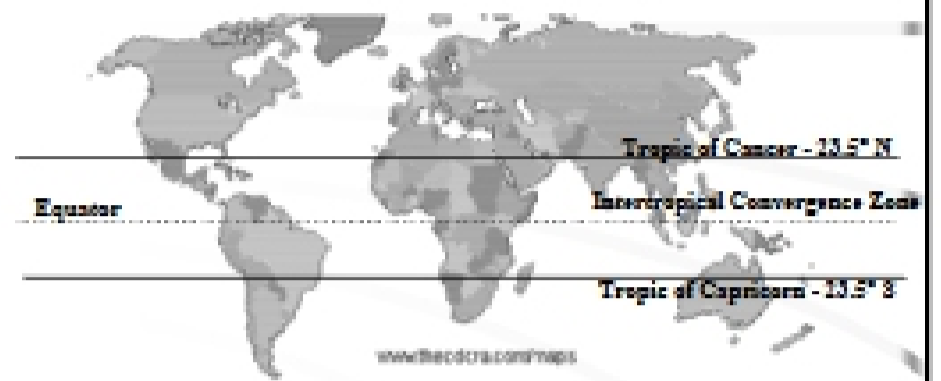 Tropic of Cancer - 23.5° N
Equator
Intertropical Convergence Zone
Tropic of Capricorn - 23.5° S